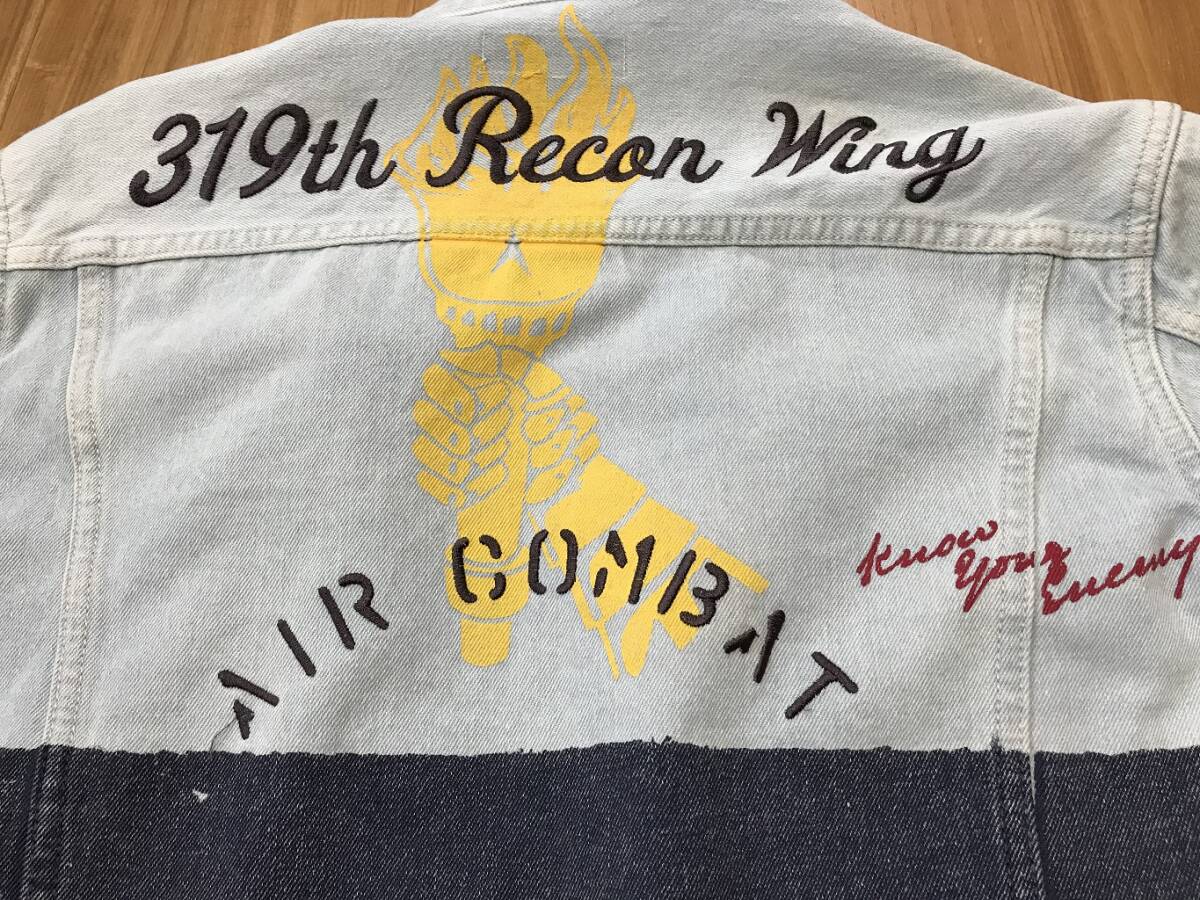 319th Recon Wing
AIR COMBAT
Know
Your
Enemy